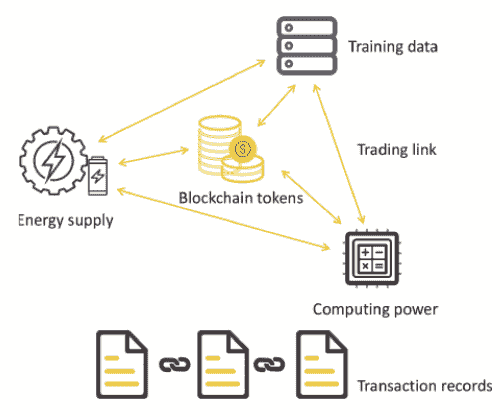 Training data
Trading link
Blockchain tokens
Energy supply
Computing power
Transaction records